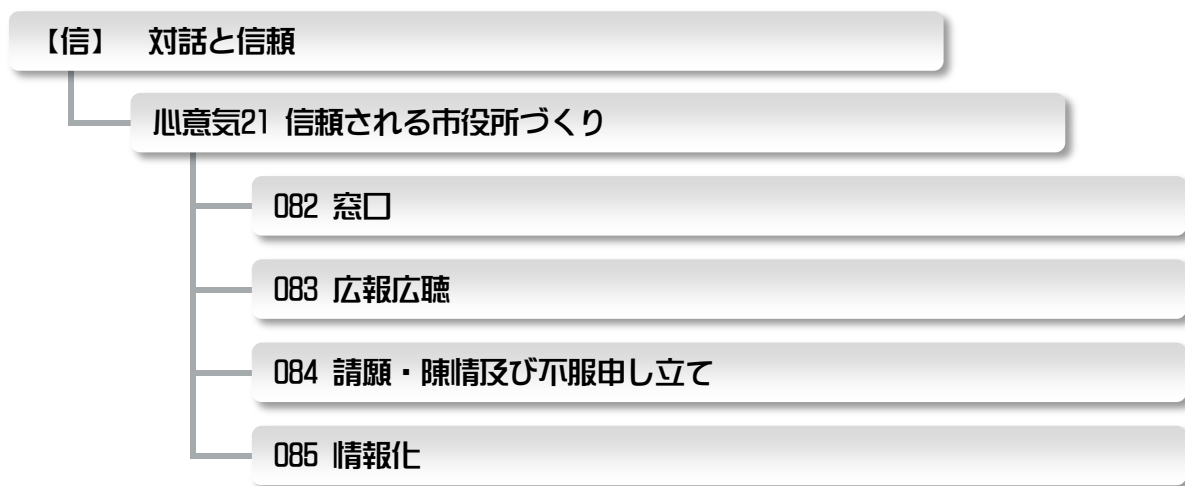 【信】 対話と信頼
心意気21 信頼される市役所づくり
082 窓口
083 広報広聴
084 請願・陳情及び不服申し立て
085 情報化